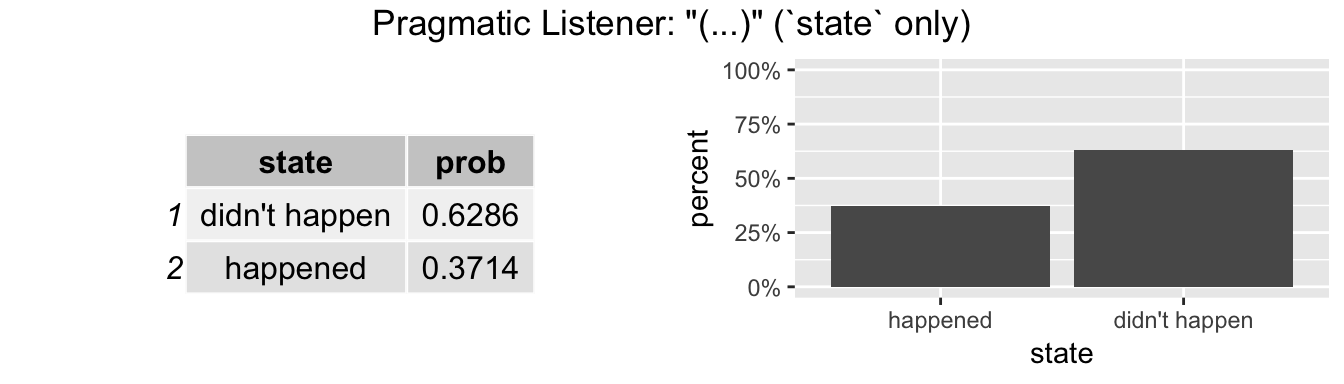 Pragmatic Listener: "(...)" (`state` only)
state prob
1 didn't happen 0.6286
2 happened 0.3714
percent
100%
75%
50%
25%
0%
happened didn't happen
state